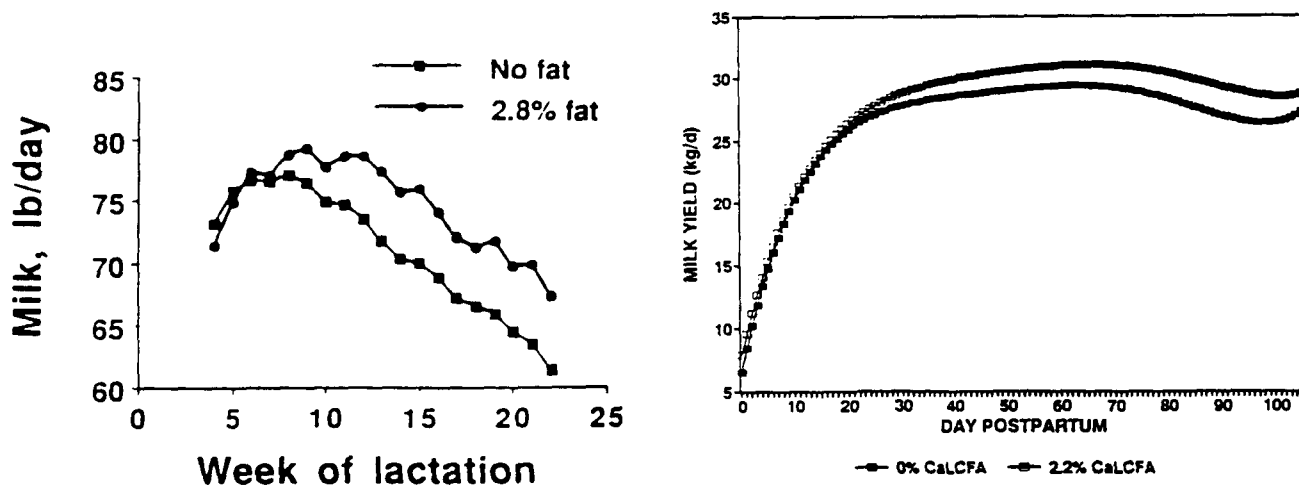 No fat
2.8% fat
Milk, lb/day
85
80
75
70
65
60
0 5 10 15 20 25
Week of lactation
MILK YIELD (kg/d)
35
30
25
20
15
10
5
0 10 20 30 40 50 60 70 80 90 100
DAY POSTPARTUM
0% CaLCFA 2.2% CaLCFA